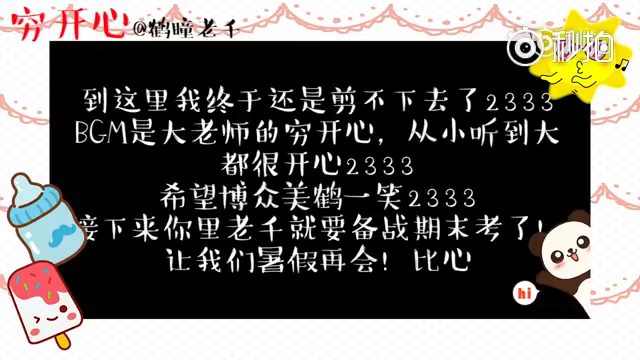 穷开心@鹤瞳老千
秒拍
到这里我终于还是剪不下去了2333
BGM是大老师的穷开心，从小听到大
都很开心2333
希望博众美鹤一笑2333
接下来你里老千就要备战期末考了！
让我们暑假再会！比心
hi